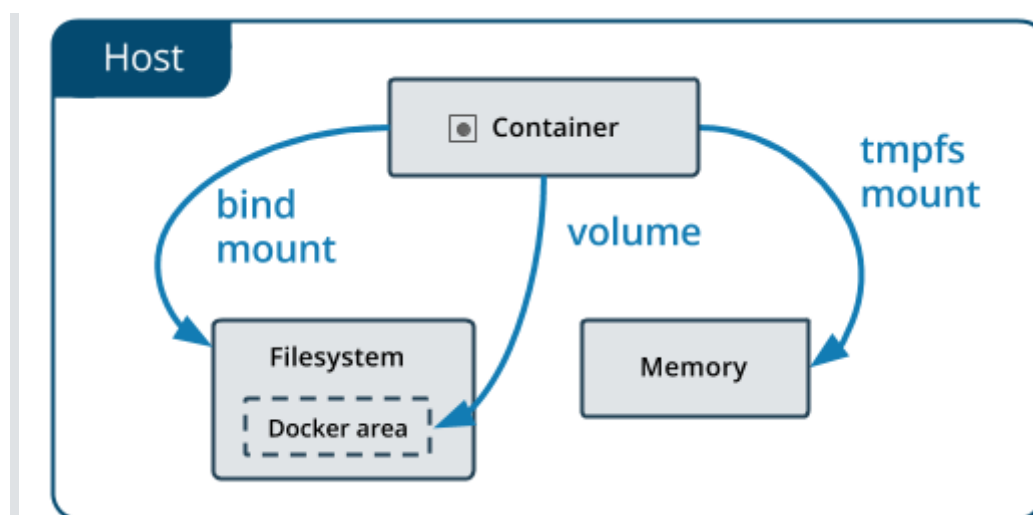 Host
Container
bind
mount
volume
tmpfs
mount
Filesystem
Docker area
Memory